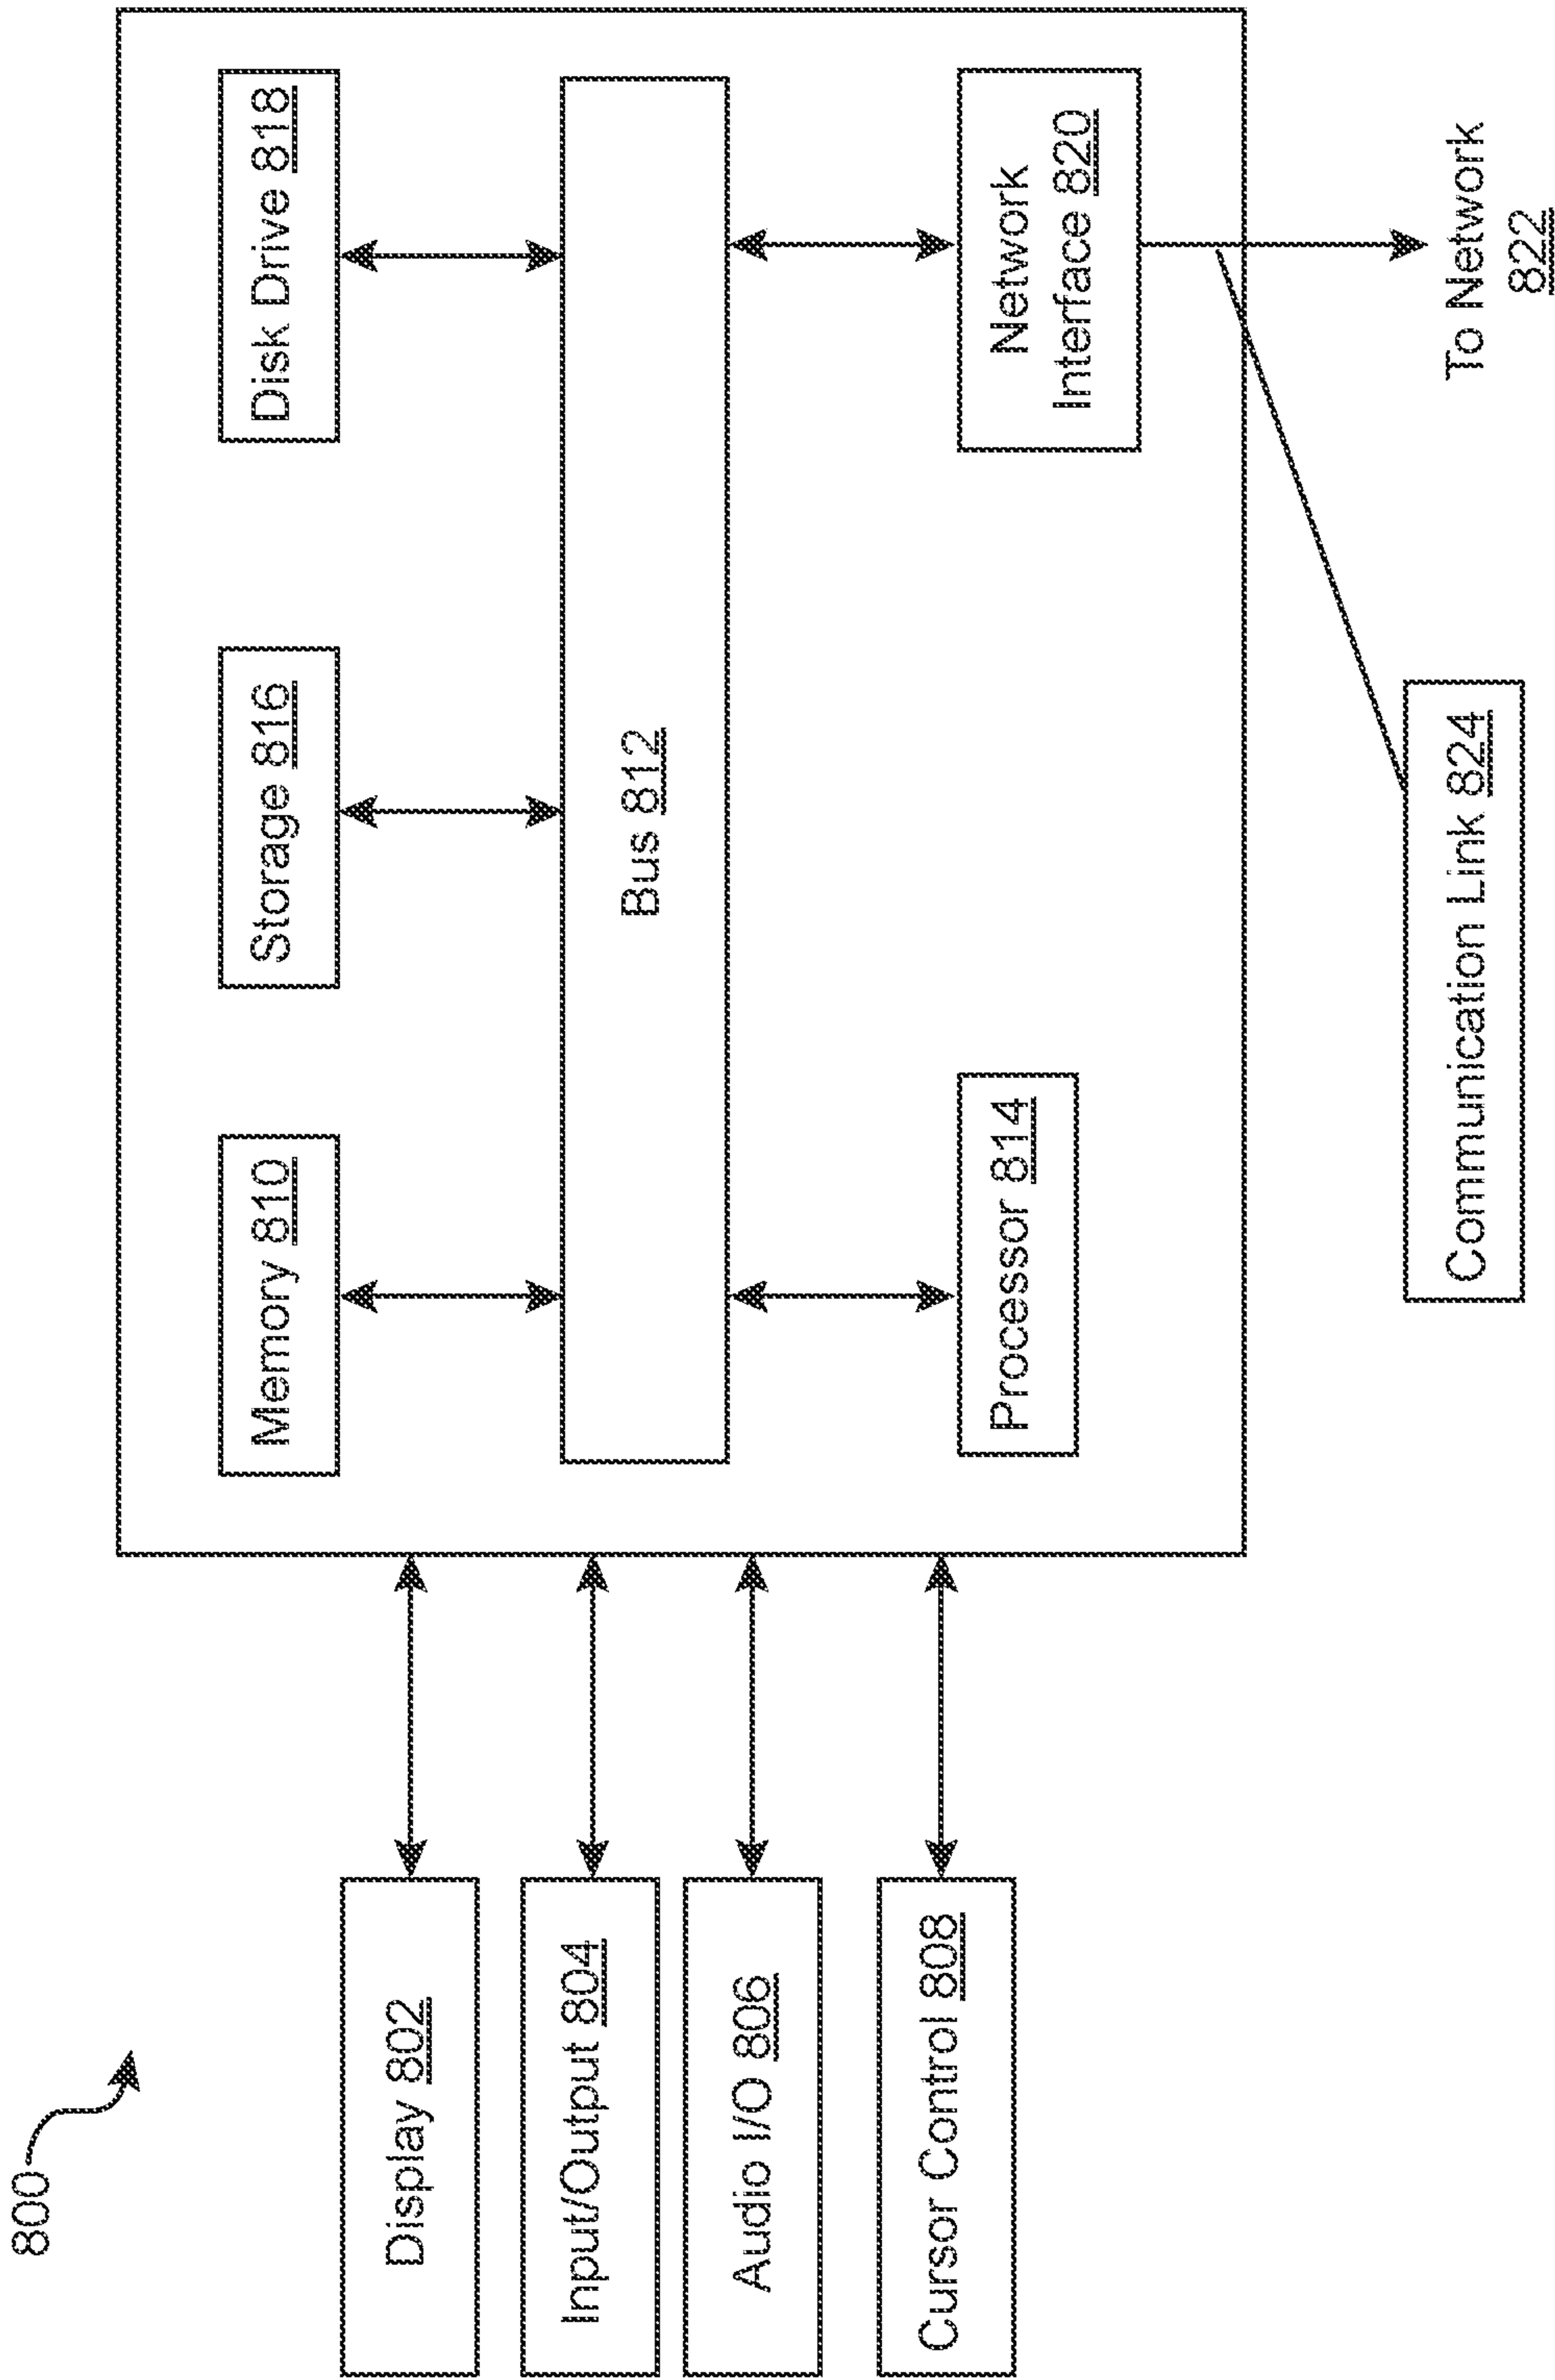 800
Display 802
Input/Output 804
Audio I/O 806
Cursor Control 808
Memory 810
Storage 816
Disk Drive 818
Bus 812
Processor 814
Network
Interface 820
Communication Link 824
To Network
822